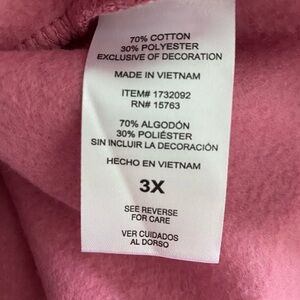 70% COTTON
30% POLYESTER
EXCLUSIVE OF DECORATION
MADE IN VIETNAM
ITEM# 1732092
RN# 15763
70% ALGODÓN
30% POLIÉSTER
SIN INCLUIR LA DECORACIÓN
HECHO EN VIETNAM
3X
SEE REVERSE
FOR CARE
VER CUIDADOS
AL DORSO